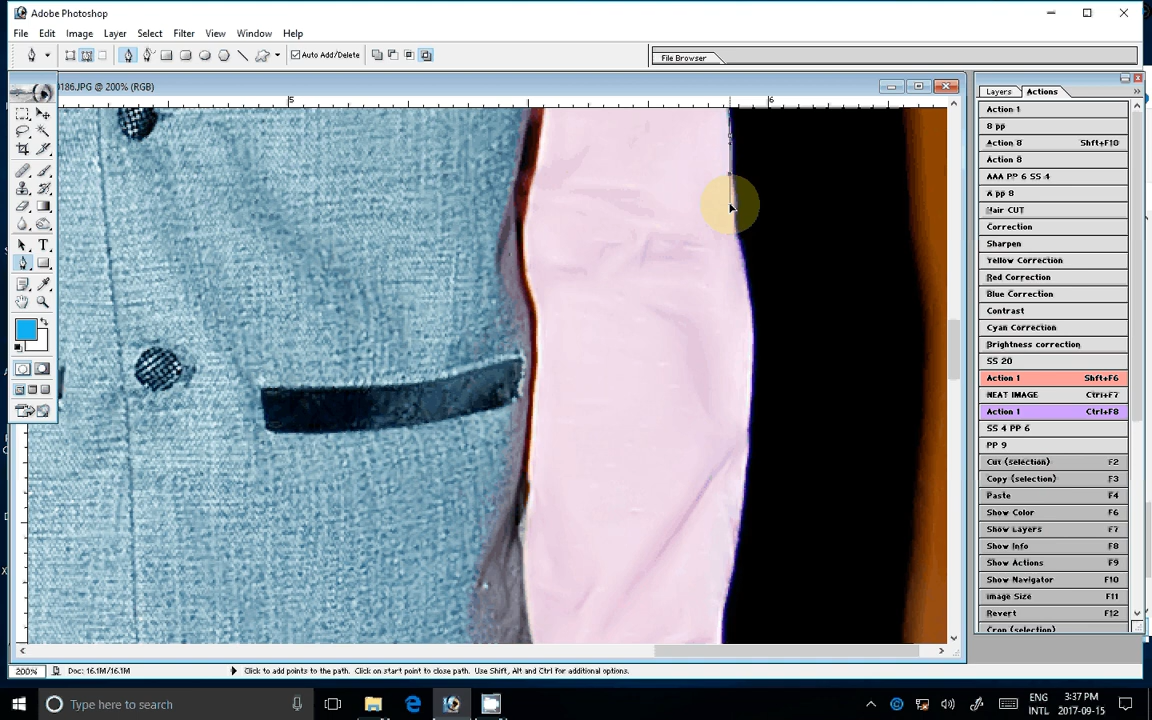 Adobe Photoshop
File Edit Image Layer Select Filter View Window Help
Auto Add/Delete
File Browser
186.JPG @ 200% (RGB)
5
6
Layers Actions
Action 1
8 pp
Action 8 Shft+F10
Action 8
AAA PP 6 SS 4
A pp 8
Hair CUT
Correction
Sharpen
Yellow Correction
Red Correction
Blue Correction
Contrast
Cyan Correction
Brightness correction
SS 20
Action 1 Shft+F6
NEAT IMAGE Ctrl+F7
Action 1 Ctrl+F8
SS 4 PP 6
PP 9
Cut (selection) F2
Copy (selection) F3
Paste F4
Show Color F6
Show Layers F7
Show Info F8
Show Actions F9
Show Navigator F10
Image Size F11
Revert F12
Crop (selection)
200% Doc: 16.1M/16.1M Click to add points to the path. Click on start point to close path. Use Shift, Alt and Ctrl for additional options.
Type here to search
ENG 3:37 PM
INTL 2017-09-15